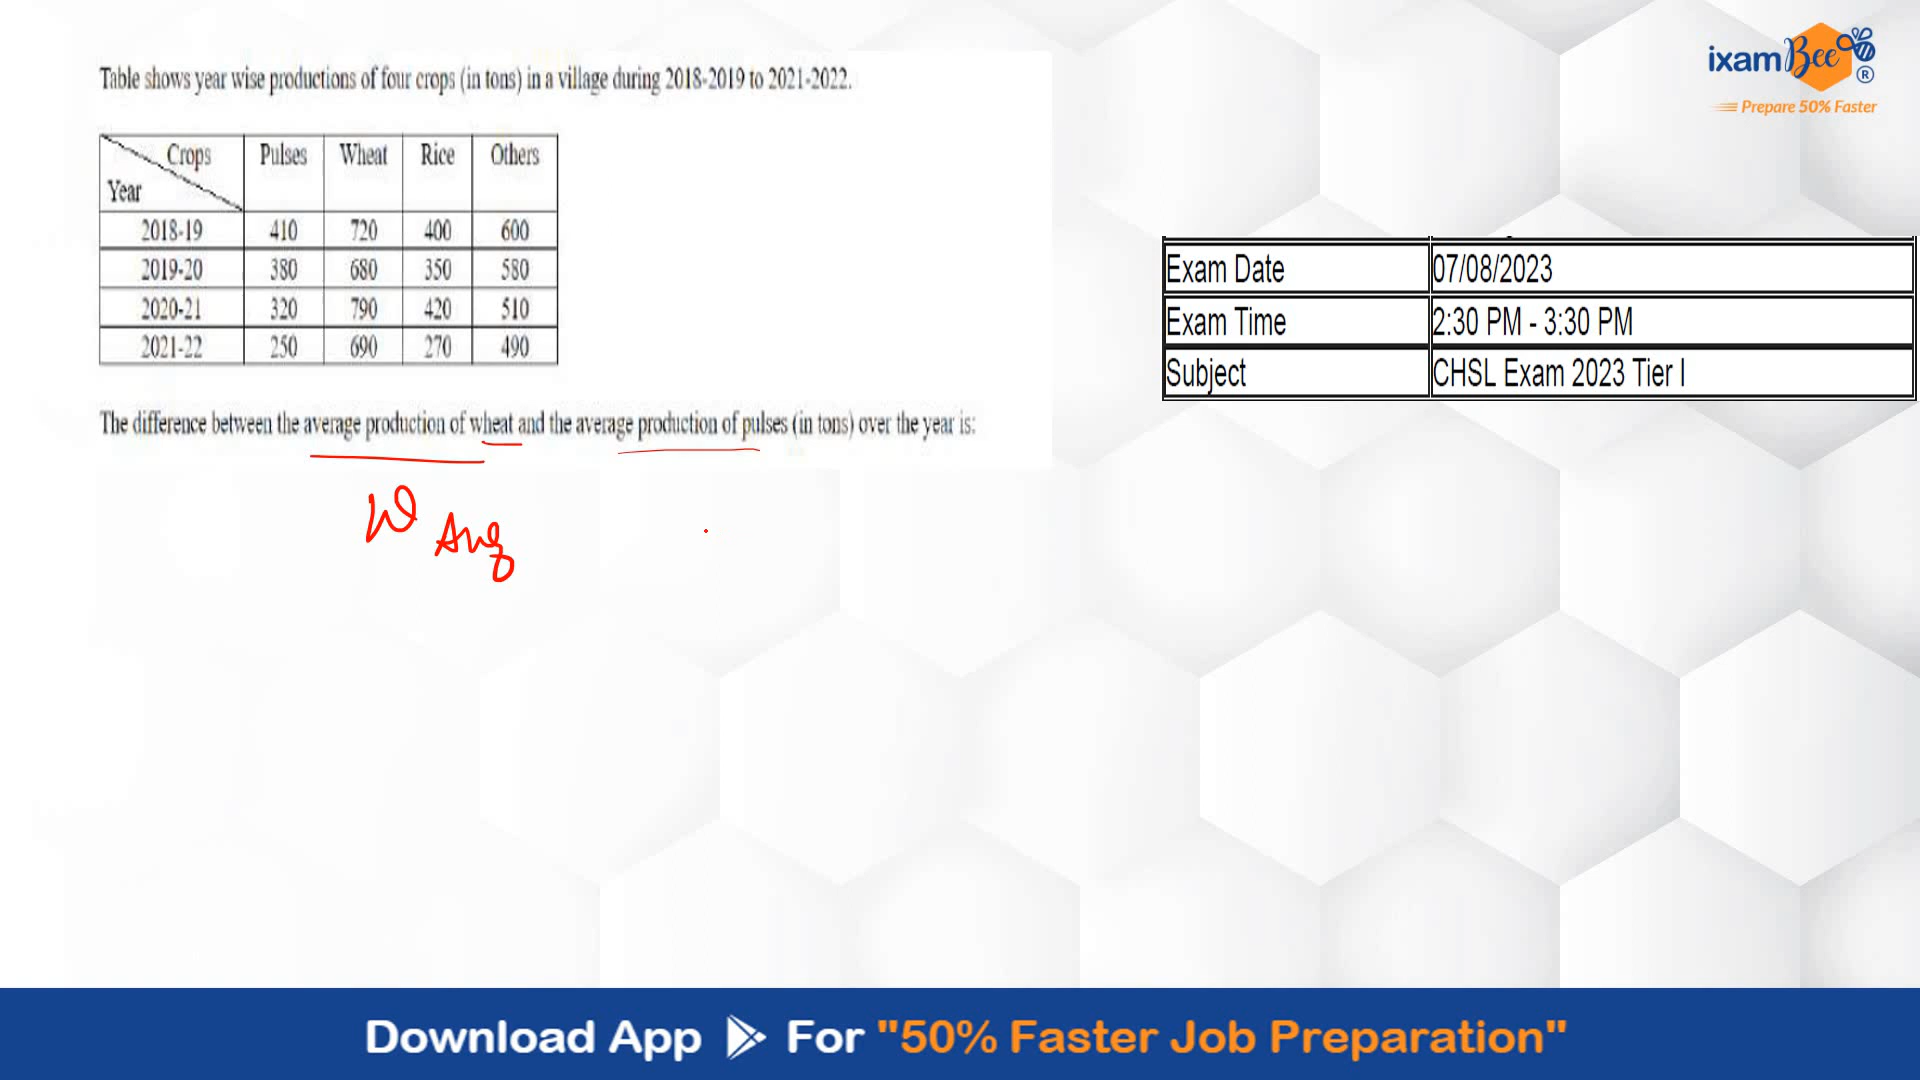 ixamBee
®
Prepare 50% Faster
Table shows year wise productions of four crops (in tons) in a village during 2018-2019 to 2021-2022.
Crops Pulses Wheat Rice Others
Year
2018-19 410 720 400 600
2019-20 380 680 350 580
2020-21 320 790 420 510
2021-22 250 690 270 490
Exam Date 07/08/2023
Exam Time 2:30 PM - 3:30 PM
Subject CHSL Exam 2023 Tier I
The difference between the average production of wheat and the average production of pulses (in tons) over the year is:
W Avg
Download App For "50% Faster Job Preparation"